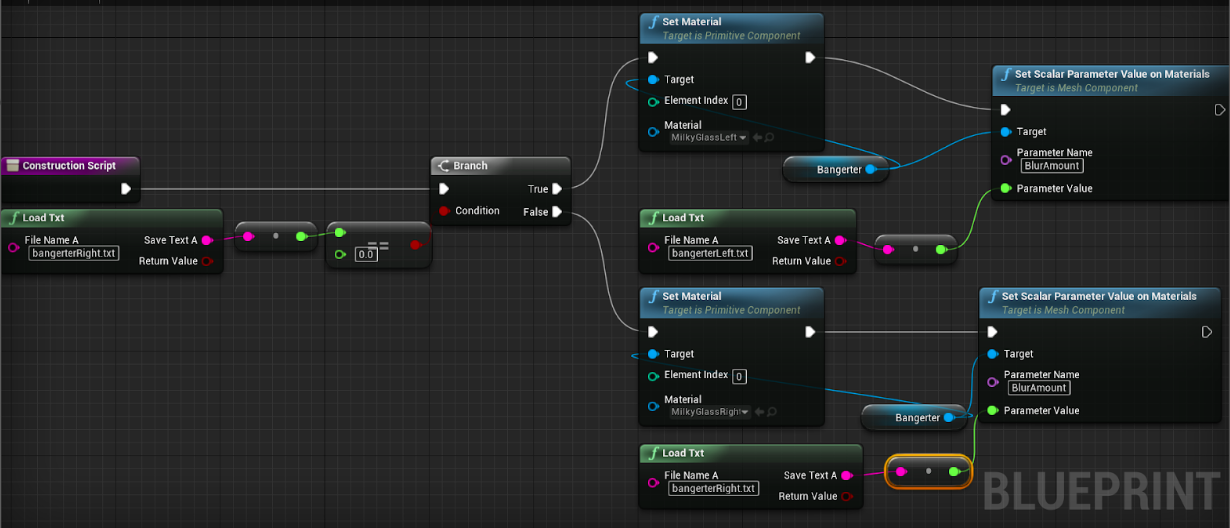 Set Material
Target is Primitive Component
Target
Element Index 0
Material
MilkyGlassLeft
Set Scalar Parameter Value on Materials
Target is Mesh Component
Target
Parameter Name
BlurAmount
Parameter Value
Bangerter
Construction Script
Branch
True
Condition
False
Load Txt
File Name A
bangerterRight.txt
Save Text A
Return Value
==
0.0
Load Txt
File Name A
bangerterLeft.txt
Save Text A
Return Value
Set Material
Target is Primitive Component
Target
Element Index 0
Material
MilkyGlassRight
Set Scalar Parameter Value on Materials
Target is Mesh Component
Target
Parameter Name
BlurAmount
Parameter Value
Bangerter
Load Txt
File Name A
bangerterRight.txt
Save Text A
Return Value
BLUEPRINT